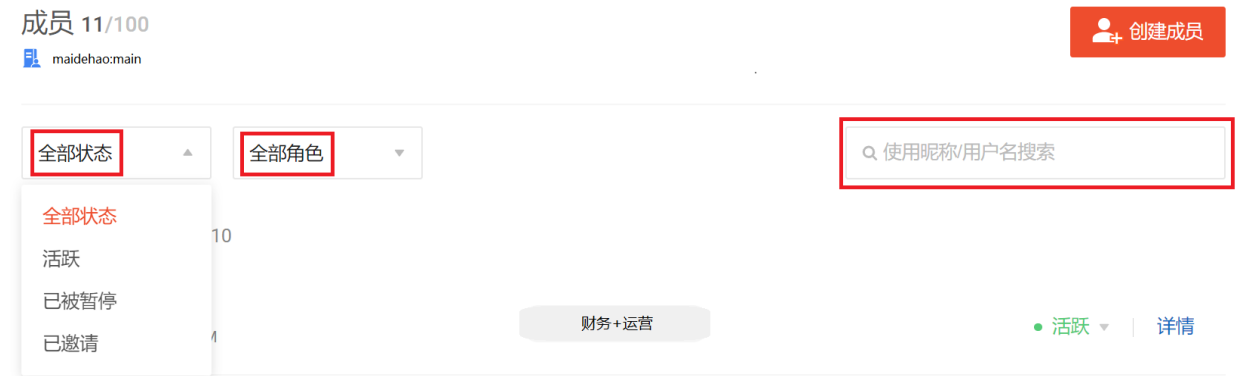 成员 11/100
创建成员
maidehao:main
全部状态
全部角色
使用昵称/用户名搜索
全部状态
10
活跃
已被暂停
财务+运营
活跃
详情
已邀请